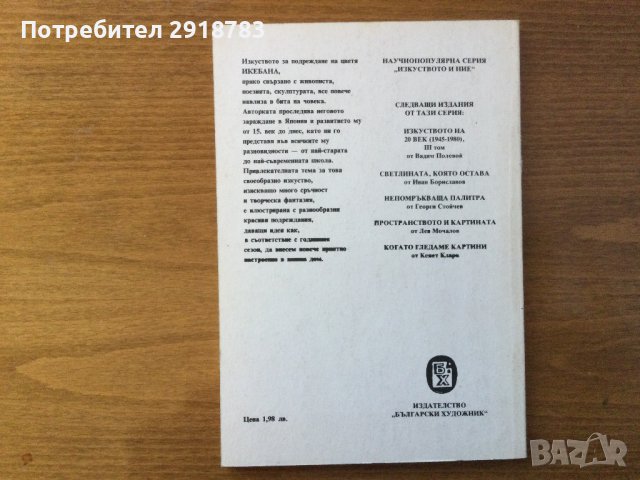 Потребител 2918783
Изкуството за подреждане на цветя
ИКЕБАНА,
пряко свързано с живописта,
поезията, скулптурата, все повече
навлиза в бита на човека.
Авторката проследява неговото
зараждане в Япония и развитието му
от 15. век до днес, като ни го
представя във всичките му
разновидности — от най-старата
до най-съвременната школа.
Привлекателната тема за това
своеобразно изкуство,
изискващо много сръчност
и творческа фантазия,
е илюстрирана с разнообразни
красиви подреждания,
даващи идея как,
в съответствие с годишния
сезон, да внесем повече приятно
настроение в нашия дом.
Цена 1,98 лв.
НАУЧНОПОПУЛЯРНА СЕРИЯ
„ИЗКУСТВОТО И НИЕ“
СЛЕДВАЩИ ИЗДАНИЯ
ОТ ТАЗИ СЕРИЯ:
ИЗКУСТВОТО НА
20 ВЕК (1945-1980),
III том
от Вадим Полевой
СВЕТЛИНАТА, КОЯТО ОСТАВА
от Иван Бориславов
НЕПОМРЪКВАЩА ПАЛИТРА
от Георги Стойчев
ПРОСТРАНСТВОТО И КАРТИНАТА
от Лев Мочалов
КОГАТО ГЛЕДАМЕ КАРТИНИ
от Кенет Кларк
БХ
ИЗДАТЕЛСТВО
„БЪЛГАРСКИ ХУДОЖНИК“
BAZAR